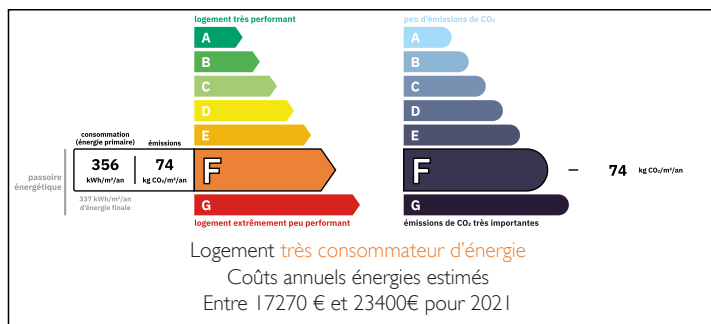 logement très performant
A
B
C
D
E
consommation
(énergie primaire)
émissions
356
kWh/m²/an
74
kg CO₂/m²/an
F
passoire
énergétique
337 kWh/m²/an
d'énergie finale
G
logement extrêmement peu performant
peu d'émissions de CO₂
A
B
C
D
E
F
74 kg CO₂/m²/an
G
émissions de CO₂ très importantes
Logement très consommateur d'énergie
Coûts annuels énergies estimés
Entre 17270 € et 23400€ pour 2021